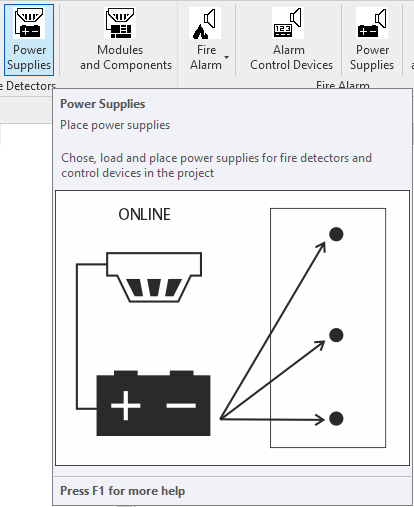 Power
Supplies
Modules
and Components
Fire
Alarm
Alarm
Control Devices
Power
Supplies
e Detectors
Fire Alarm
Power Supplies
Place power supplies
Chose, load and place power supplies for fire detectors and
control devices in the project
ONLINE
Press F1 for more help